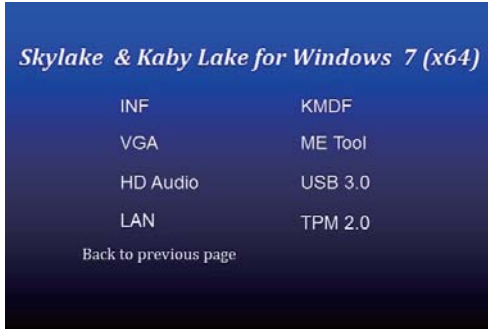 Skylake & Kaby Lake for Windows 7 (x64)
INF
KMDF
VGA
ME Tool
HD Audio
USB 3.0
LAN
TPM 2.0
Back to previous page